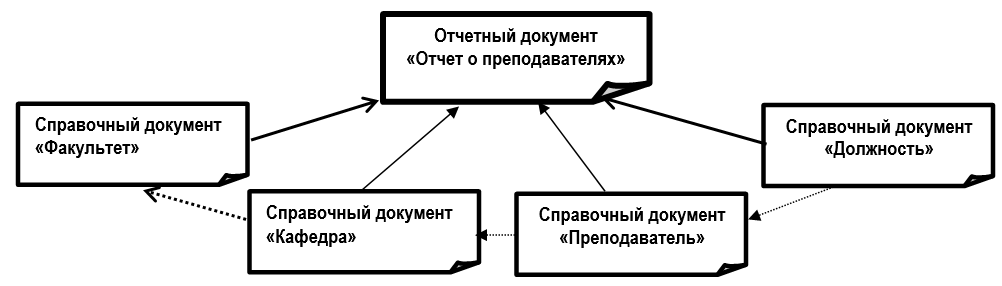 Отчетный документ
«Отчет о преподавателях»
Справочный документ
«Факультет»
Справочный документ
«Должность»
Справочный документ
«Кафедра»
Справочный документ
«Преподаватель»